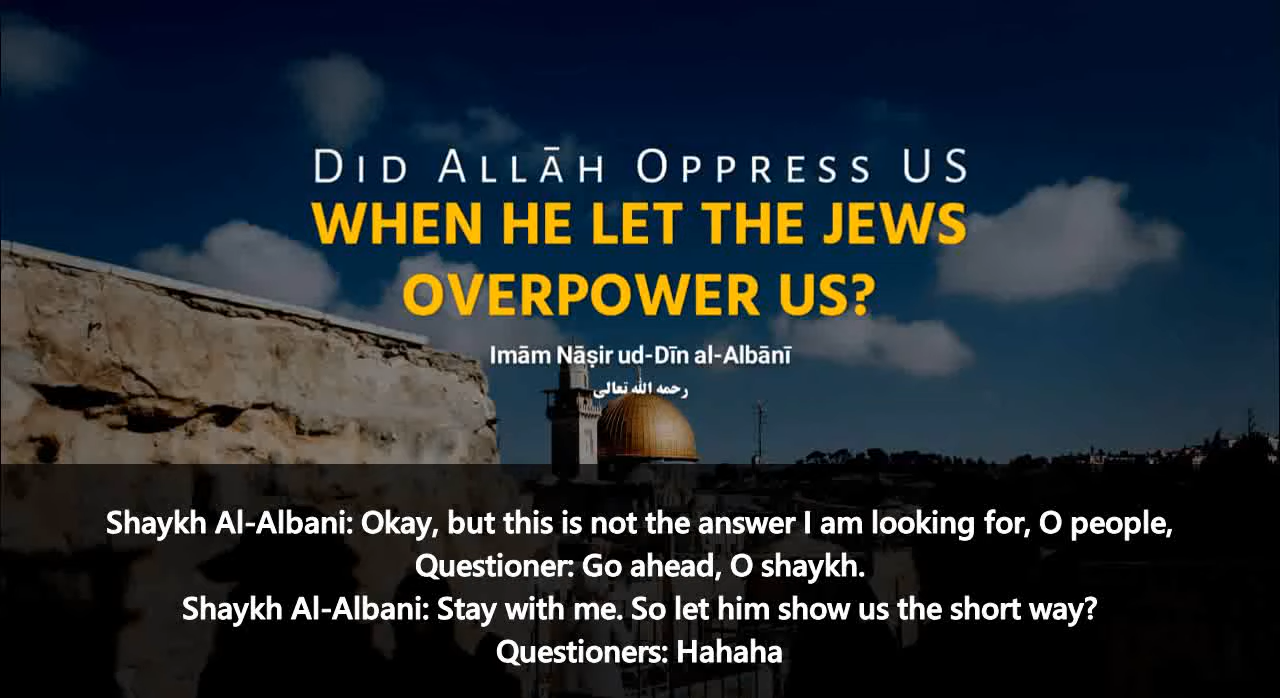 DID ALLĀH OPPRESS US
WHEN HE LET THE JEWS
OVERPOWER US?
Imām Nāṣir ud-Dīn al-Albānī
رحمه الله تعالى
Shaykh Al-Albani: Okay, but this is not the answer I am looking for, O people,
Questioner: Go ahead, O shaykh.
Shaykh Al-Albani: Stay with me. So let him show us the short way?
Questioners: Hahaha